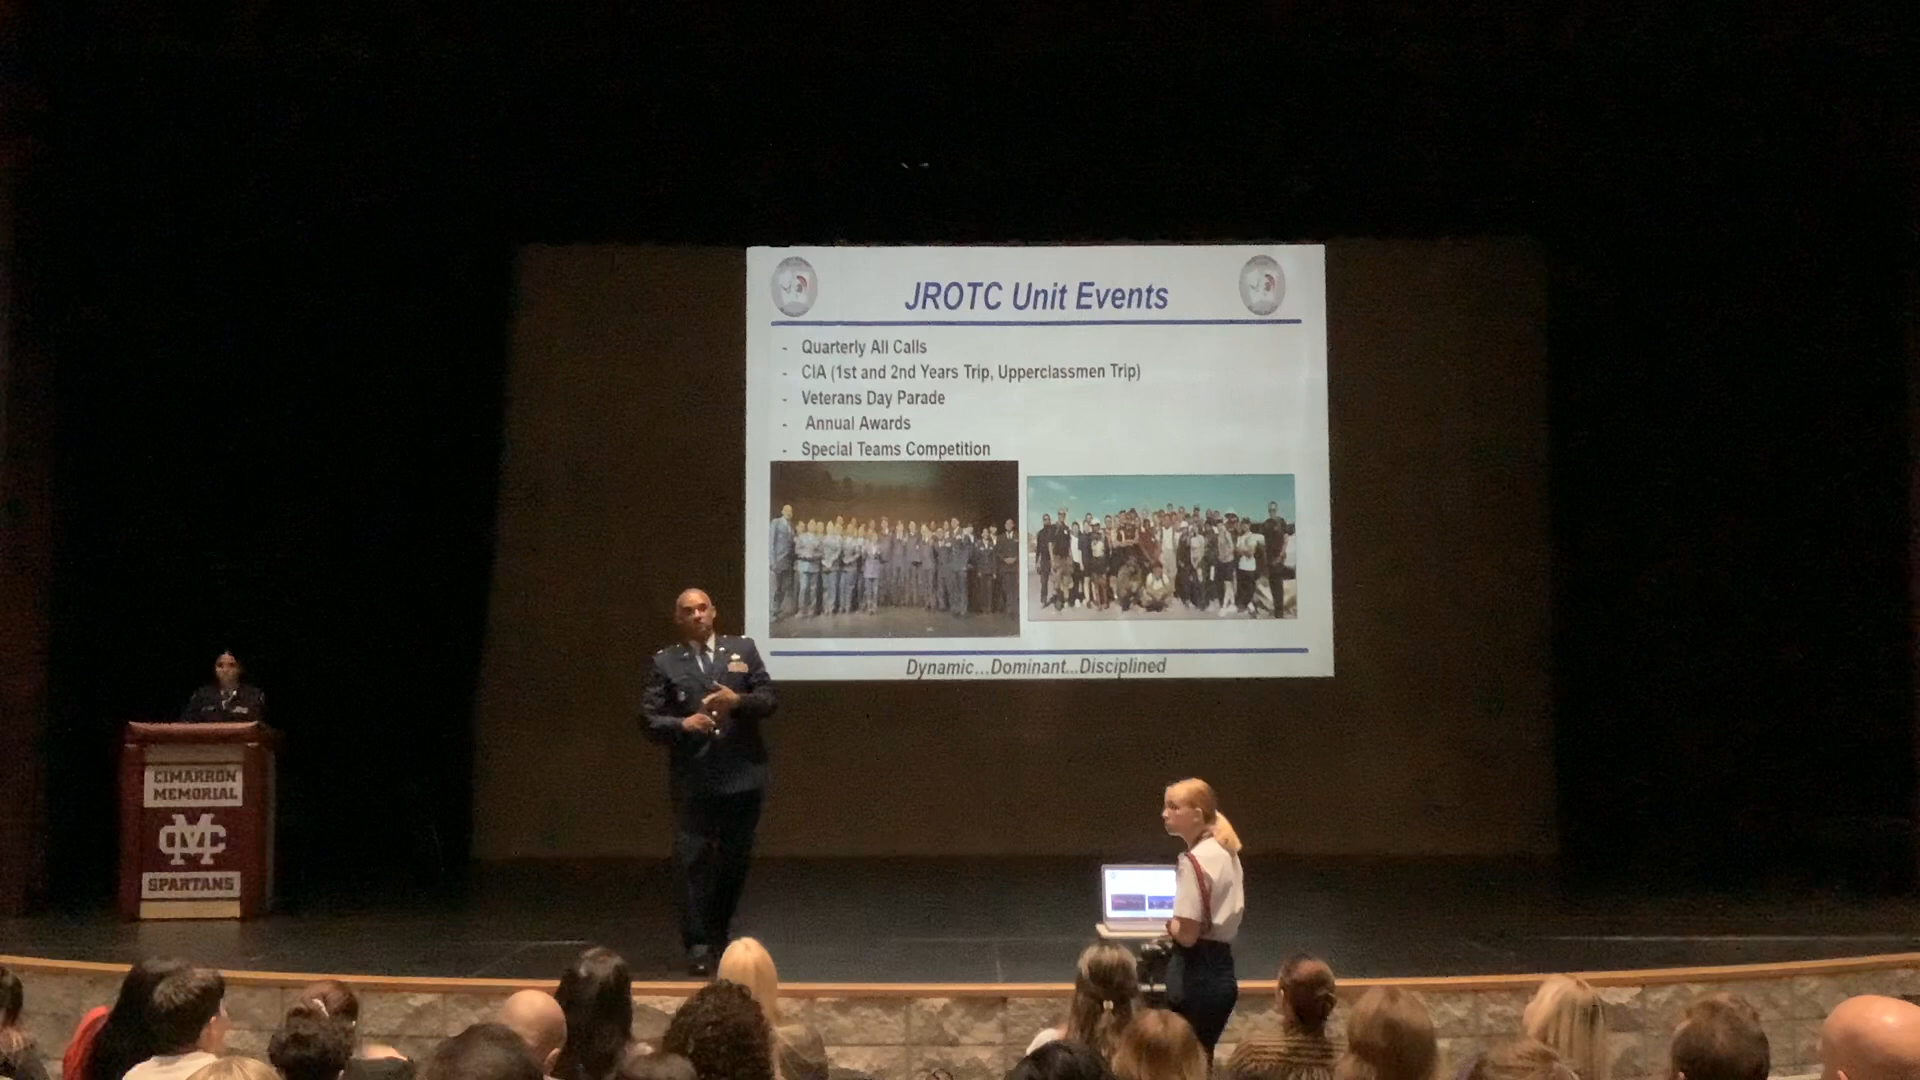 JROTC Unit Events
- Quarterly All Calls
- CIA (1st and 2nd Years Trip, Upperclassmen Trip)
- Veterans Day Parade
- Annual Awards
- Special Teams Competition
Dynamic...Dominant...Disciplined
CIMARRON
MEMORIAL
CMC
SPARTANS